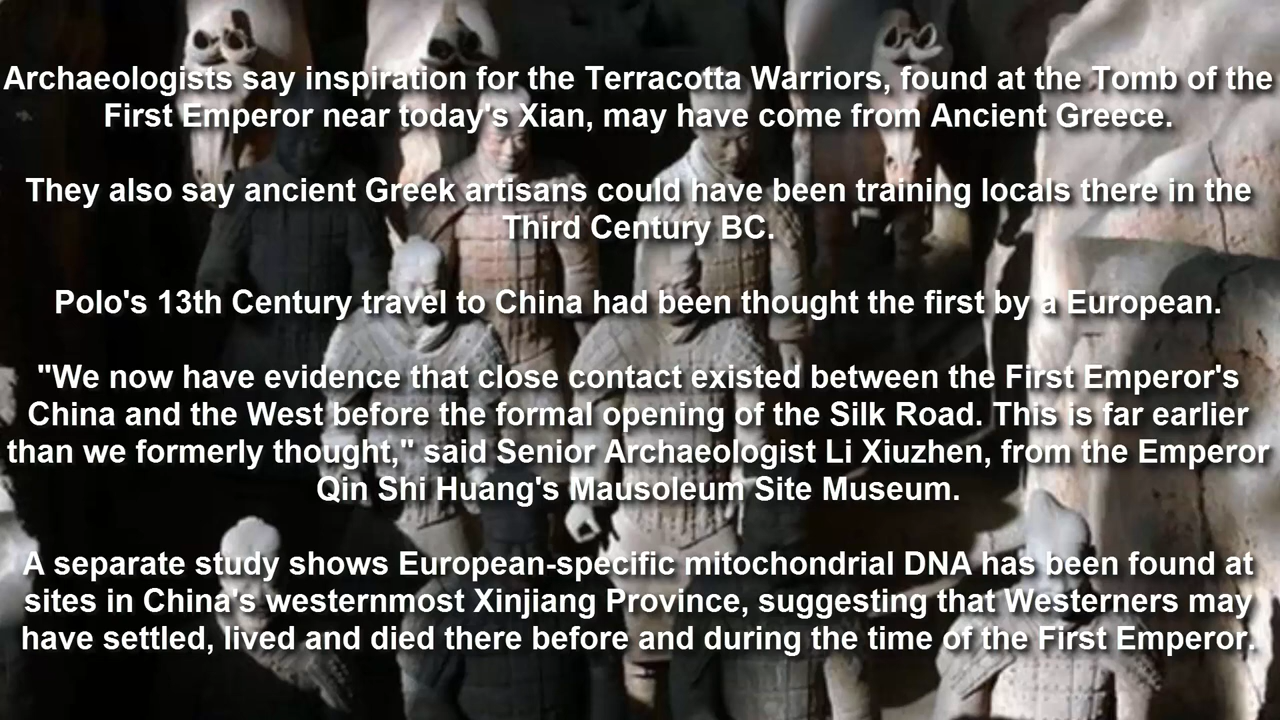 Archaeologists say inspiration for the Terracotta Warriors, found at the Tomb of the
First Emperor near today's Xian, may have come from Ancient Greece.
They also say ancient Greek artisans could have been training locals there in the
Third Century BC.
Polo's 13th Century travel to China had been thought the first by a European.
"We now have evidence that close contact existed between the First Emperor's
China and the West before the formal opening of the Silk Road. This is far earlier
than we formerly thought," said Senior Archaeologist Li Xiuzhen, from the Emperor
Qin Shi Huang's Mausoleum Site Museum.
A separate study shows European-specific mitochondrial DNA has been found at
sites in China's westernmost Xinjiang Province, suggesting that Westerners may
have settled, lived and died there before and during the time of the First Emperor.